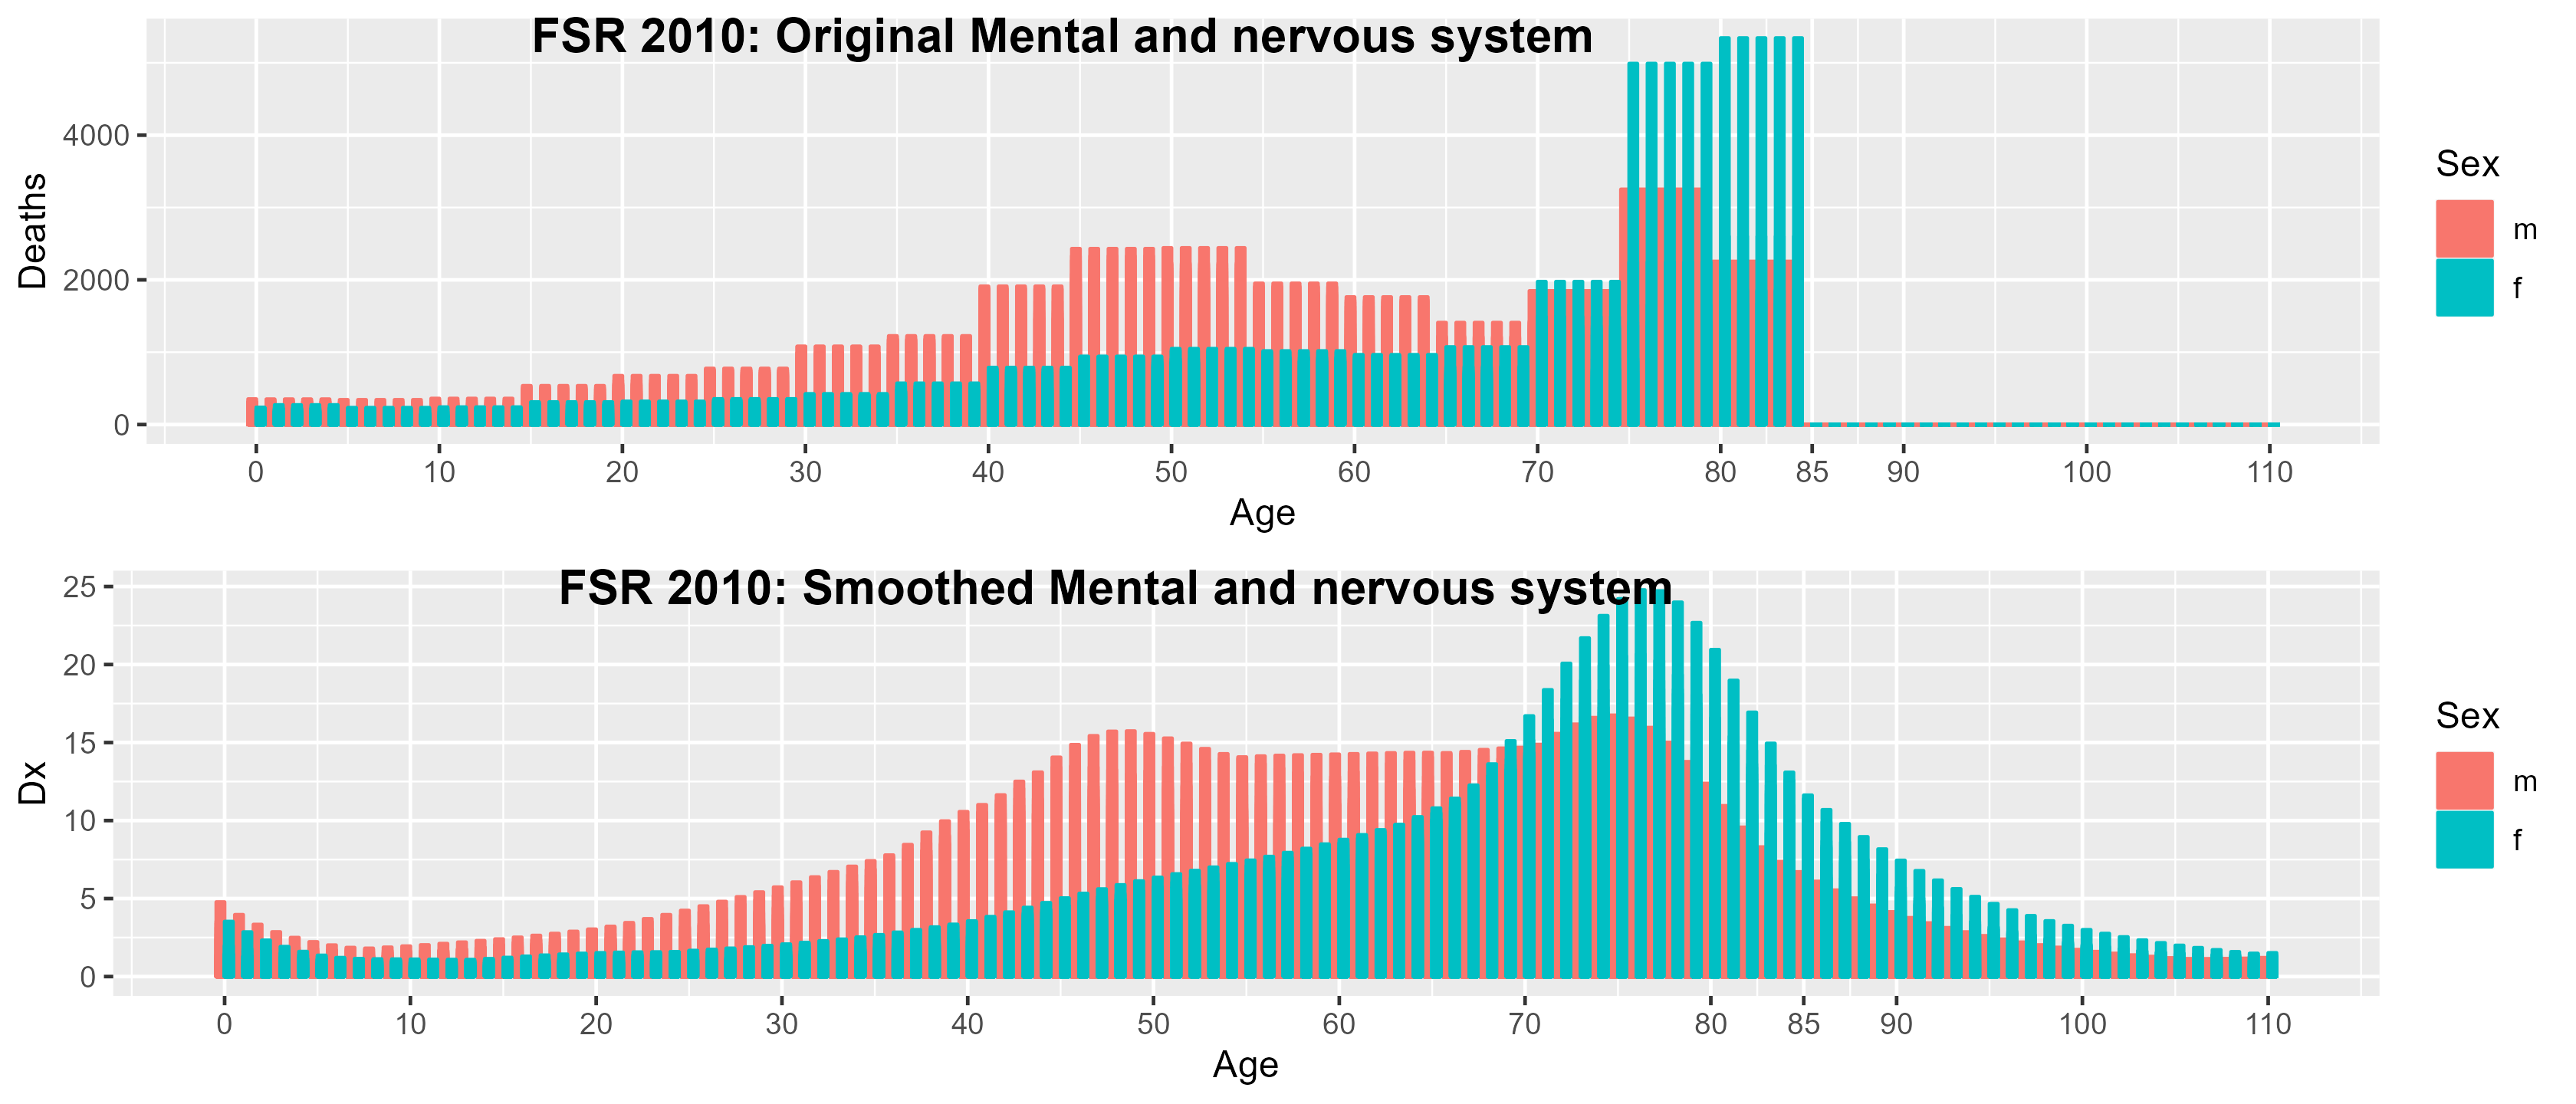 FSR 2010: Original Mental and nervous system
Deaths
4000
2000
0
0 10 20 30 40 50 60 70 80 85 90 100 110
Age
Sex
m
f
FSR 2010: Smoothed Mental and nervous system
Dx
25
20
15
10
5
0
0 10 20 30 40 50 60 70 80 85 90 100 110
Age
Sex
m
f